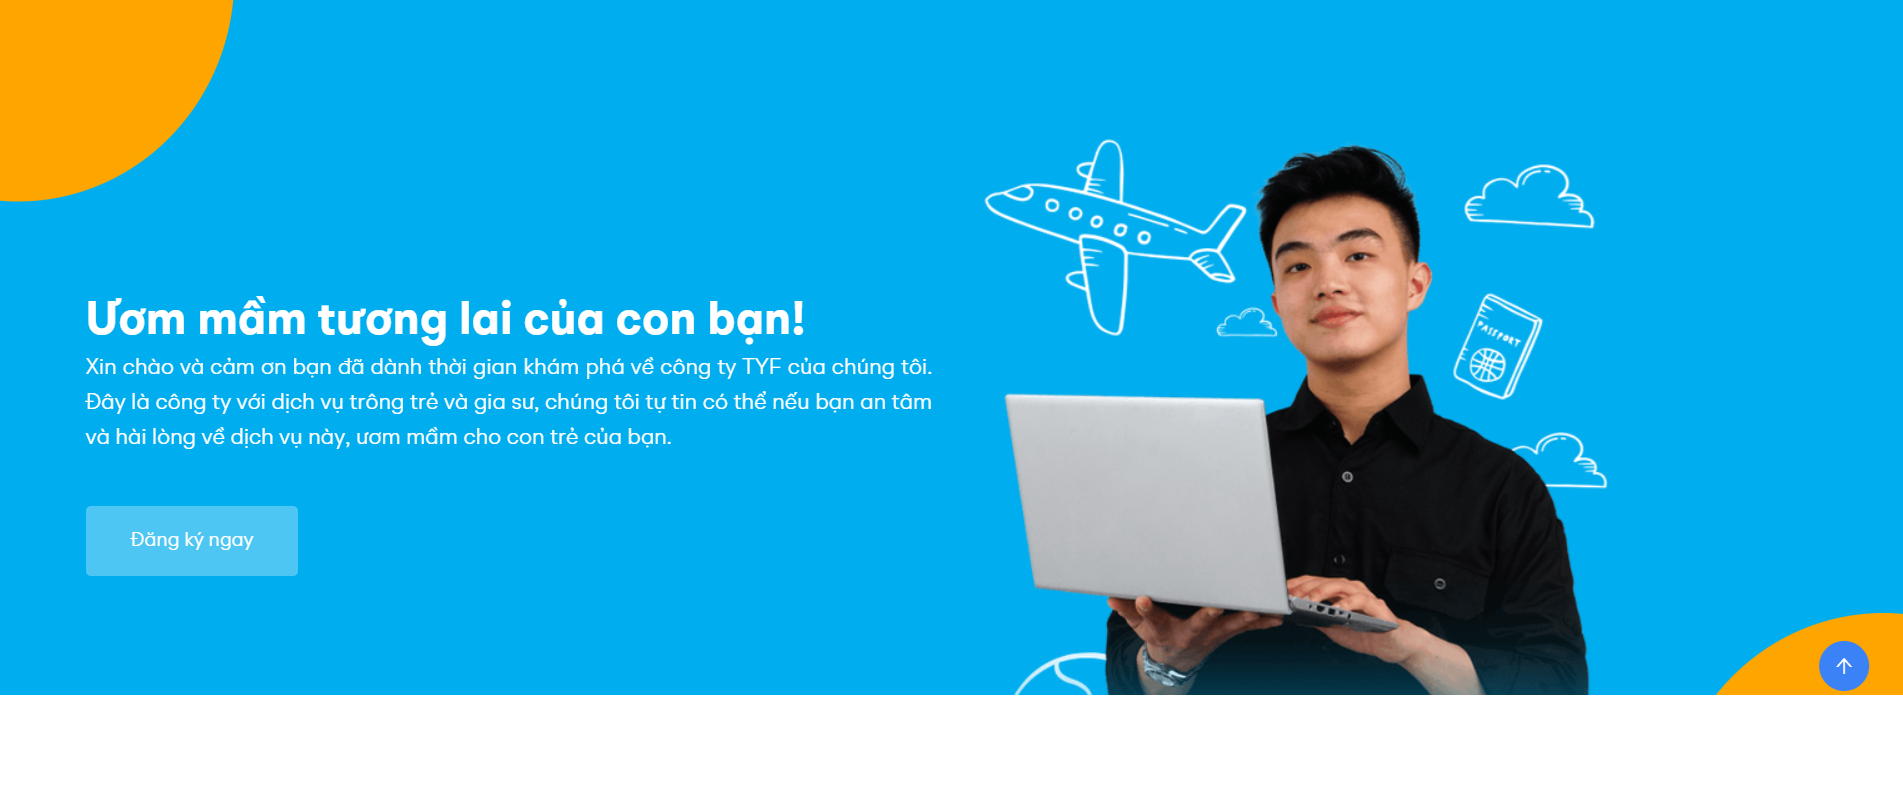 Ươm mầm tương lai của con bạn!
Xin chào và cảm ơn bạn đã dành thời gian khám phá về công ty TYF của chúng tôi.
Đây là công ty với dịch vụ trông trẻ và gia sư, chúng tôi tự tin có thể nếu bạn an tâm
và hài lòng về dịch vụ này, ươm mầm cho con trẻ của bạn.
Đăng ký ngay
PASSPORT